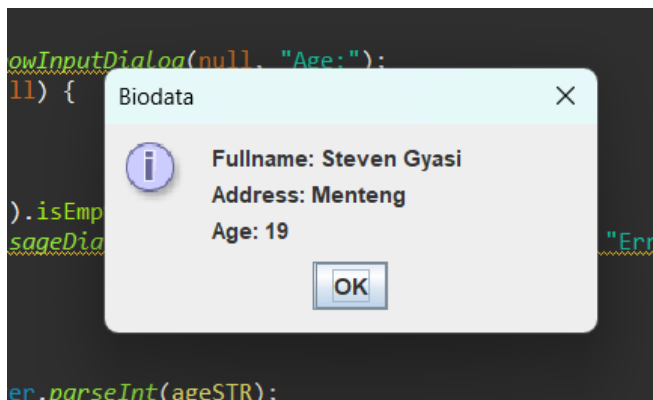 owInputDialog(null, "Age:");
ll) {
Biodata
Fullname: Steven Gyasi
Address: Menteng
Age: 19
).isEmp
sageDia "Err
OK
er.parseInt(ageSTR);